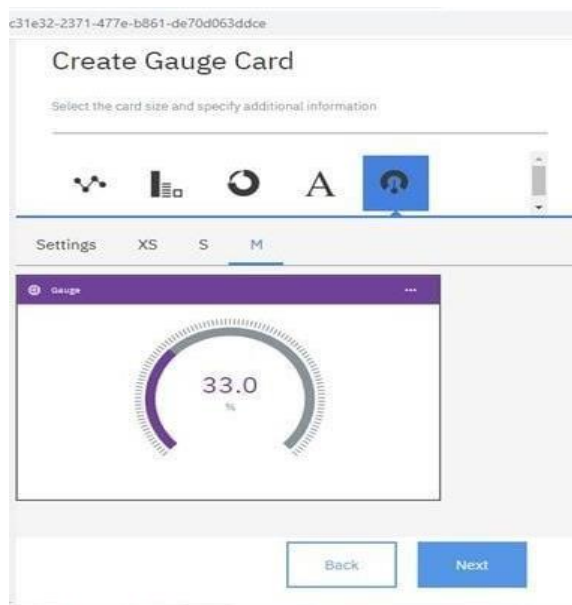 c31e32-2371-477e-b861-de70d063ddce
Create Gauge Card
Select the card size and specify additional information
A
Settings XS S M
Gauge ...
33.0
%
Back Next